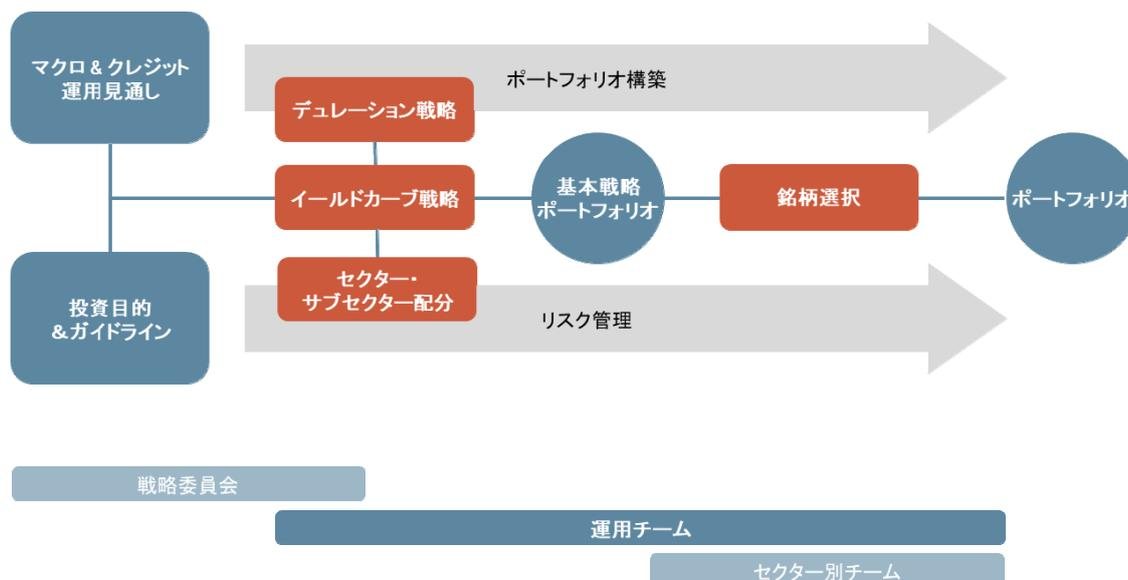 マクロ＆クレジット
運用見通し
ポートフォリオ構築
デュレーション戦略
イールドカーブ戦略
基本戦略
ポートフォリオ
銘柄選択
ポートフォリオ
投資目的
＆ガイドライン
セクター・
サブセクター配分
リスク管理
戦略委員会
運用チーム
セクター別チーム